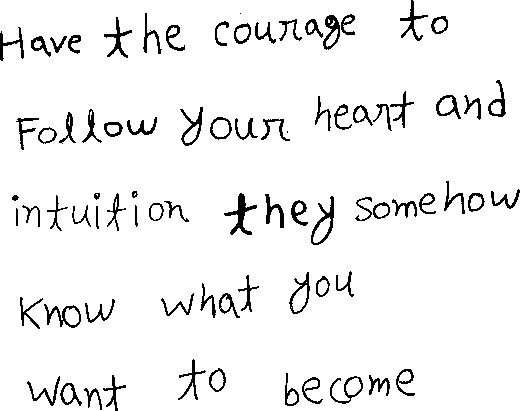 Have the courage to
Follow your heart and
intuition they somehow
know what you
want to become